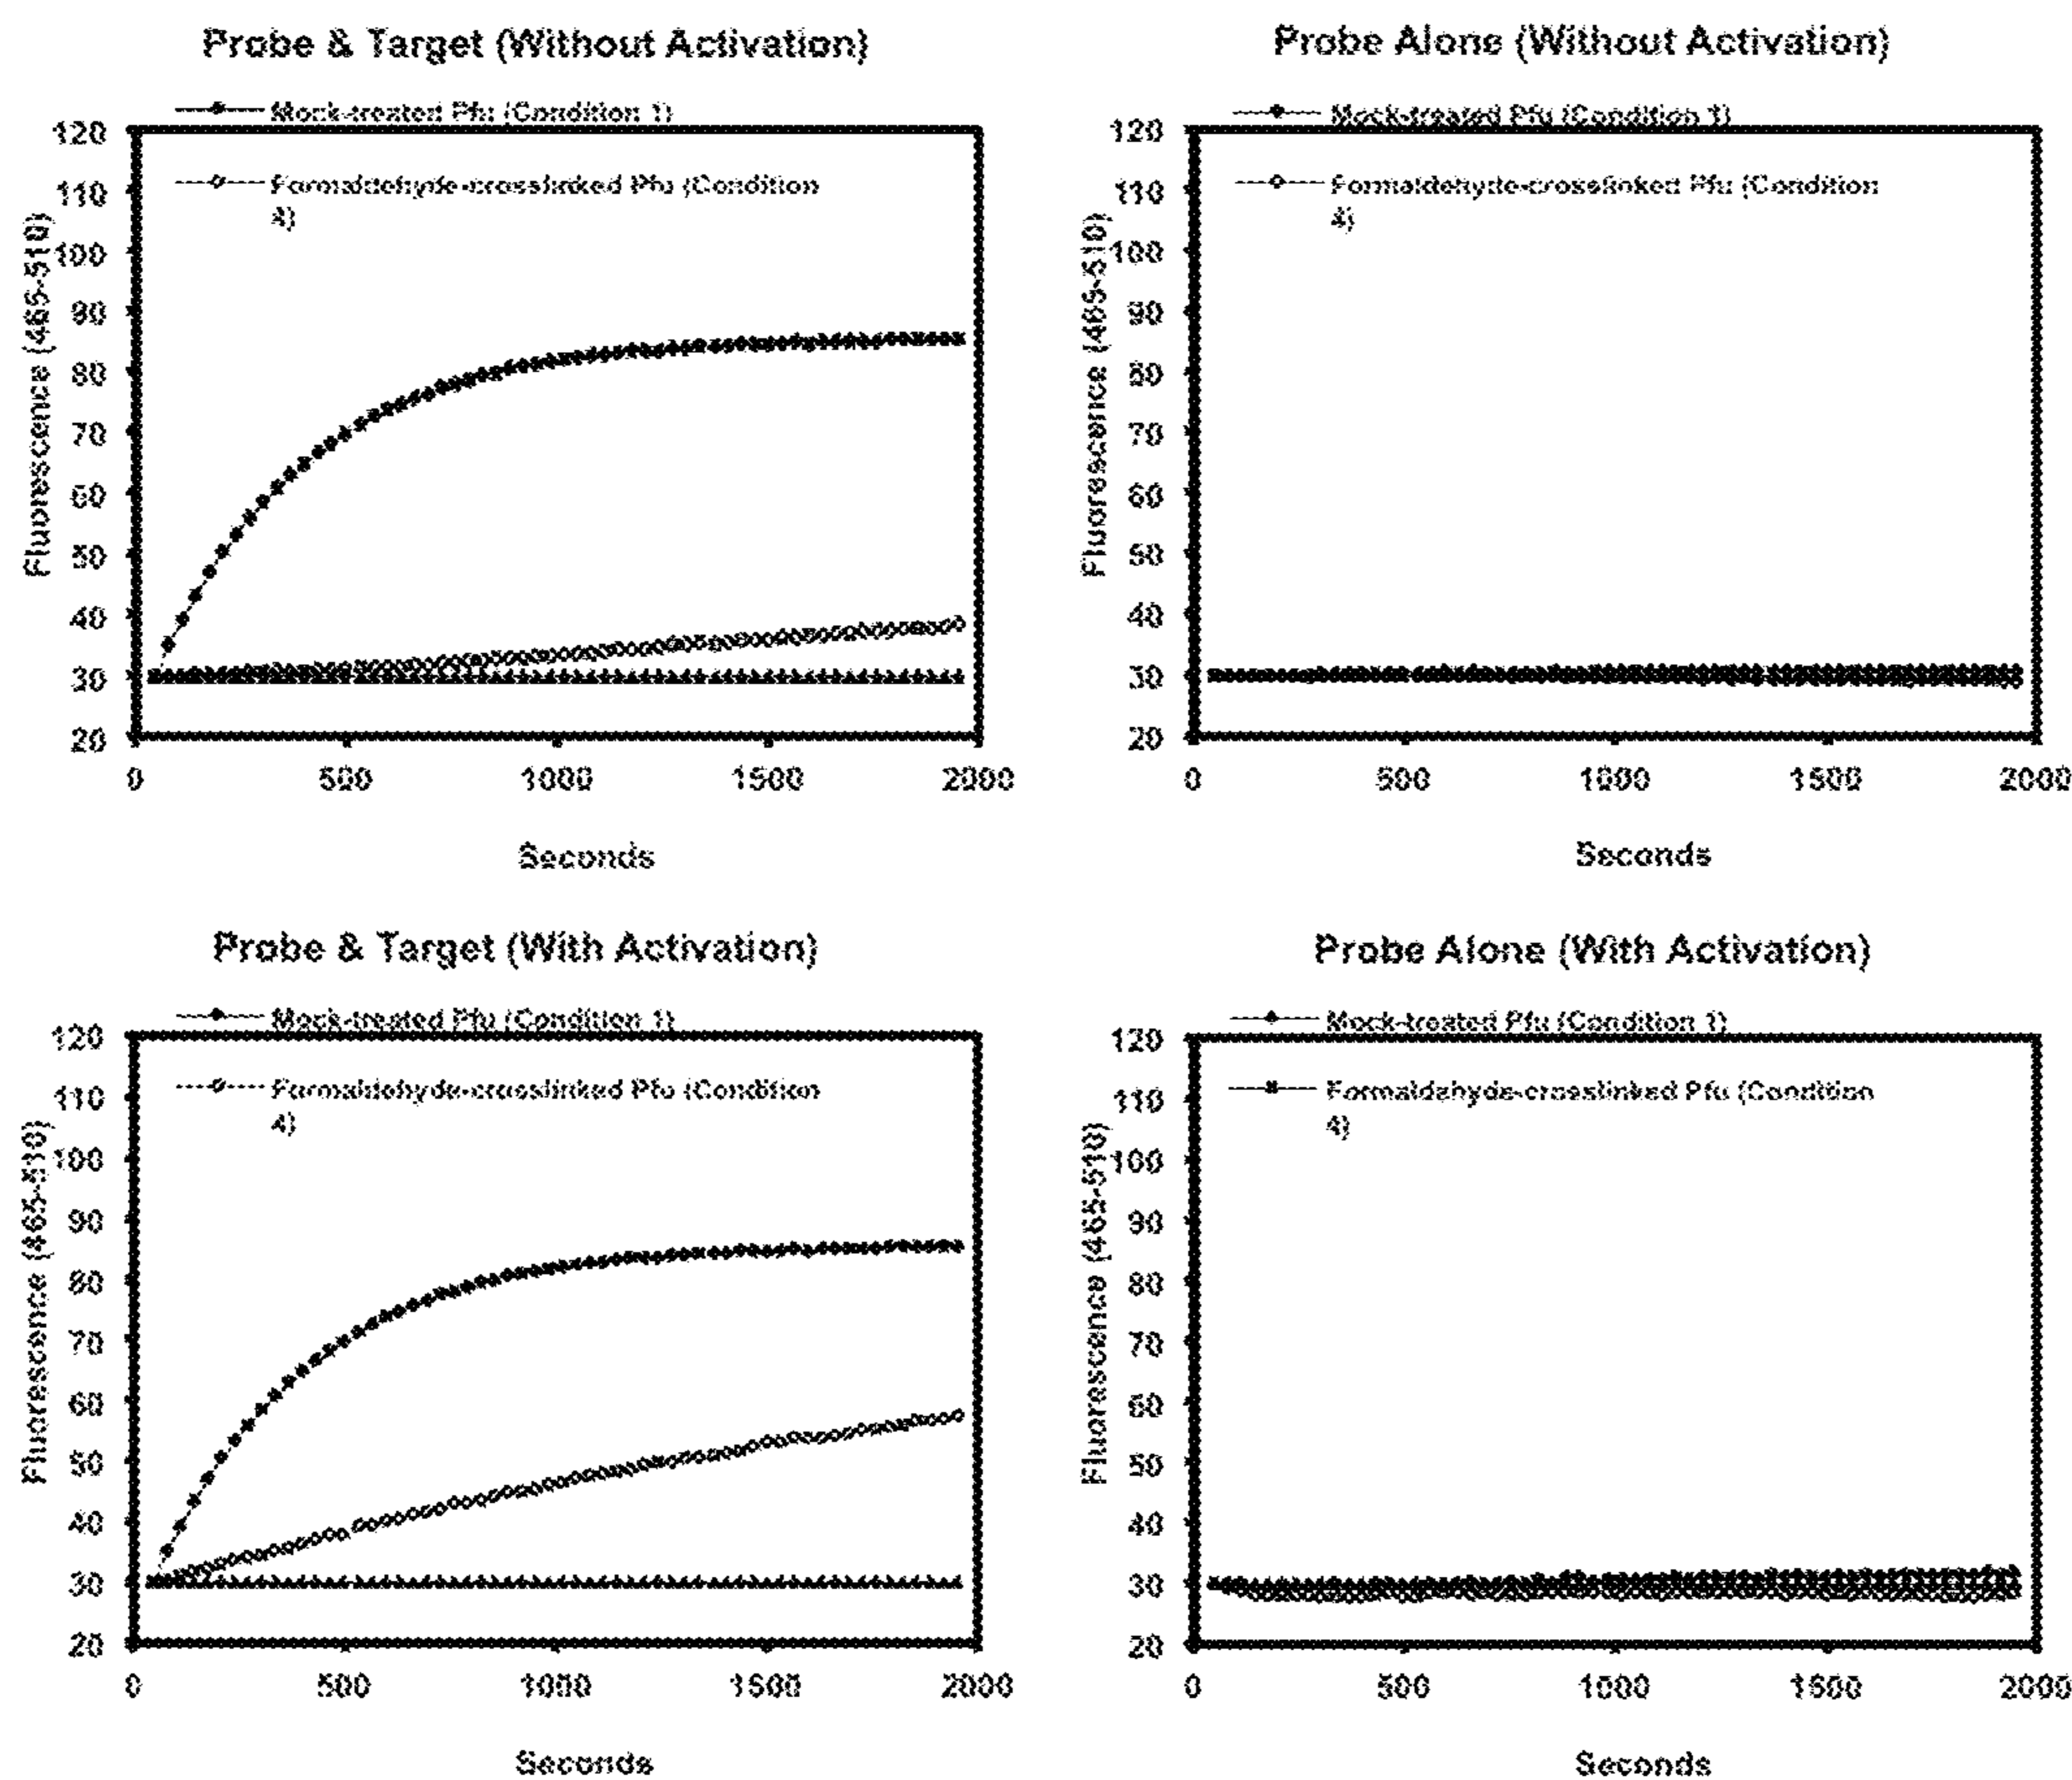 Probe & Target (Without Activation)
Mock-treated Pfu (Condition 1)
Formaldehyde-crosslinked Pfu (Condition
4)
Fluorescence (465-510)
120
110
100
90
80
70
60
50
40
30
20
0 500 1000 1500 2000
Seconds
Probe Alone (Without Activation)
Mock-treated Pfu (Condition 1)
Formaldehyde-crosslinked Pfu (Condition
4)
Fluorescence (465-510)
120
110
100
90
80
70
60
50
40
30
20
0 500 1000 1500 2000
Seconds
Probe & Target (With Activation)
Mock-treated Pfu (Condition 1)
Formaldehyde-crosslinked Pfu (Condition
4)
Fluorescence (465-510)
120
110
100
90
80
70
60
50
40
30
20
0 500 1000 1500 2000
Seconds
Probe Alone (With Activation)
Mock-treated Pfu (Condition 1)
Formaldehyde-crosslinked Pfu (Condition
4)
Fluorescence (465-510)
120
110
100
90
80
70
60
50
40
30
20
0 500 1000 1500 2000
Seconds